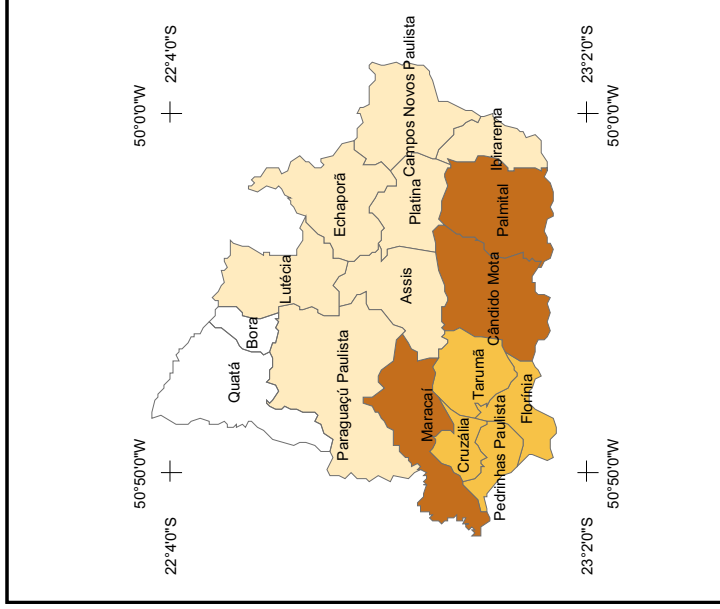 22°4'0"S
50°50'0"W
50°0'0"W
22°4'0"S
Quatá
Bora
Lutécia
Echaporã
Paraguaçú Paulista
Assis
Platina
Campos Novos Paulista
Maracaí
Cruzália
Tarumã
Pedrinhas Paulista
Florínia
Cândido Mota
Palmital
Ibirarema
23°2'0"S
50°50'0"W
50°0'0"W
23°2'0"S